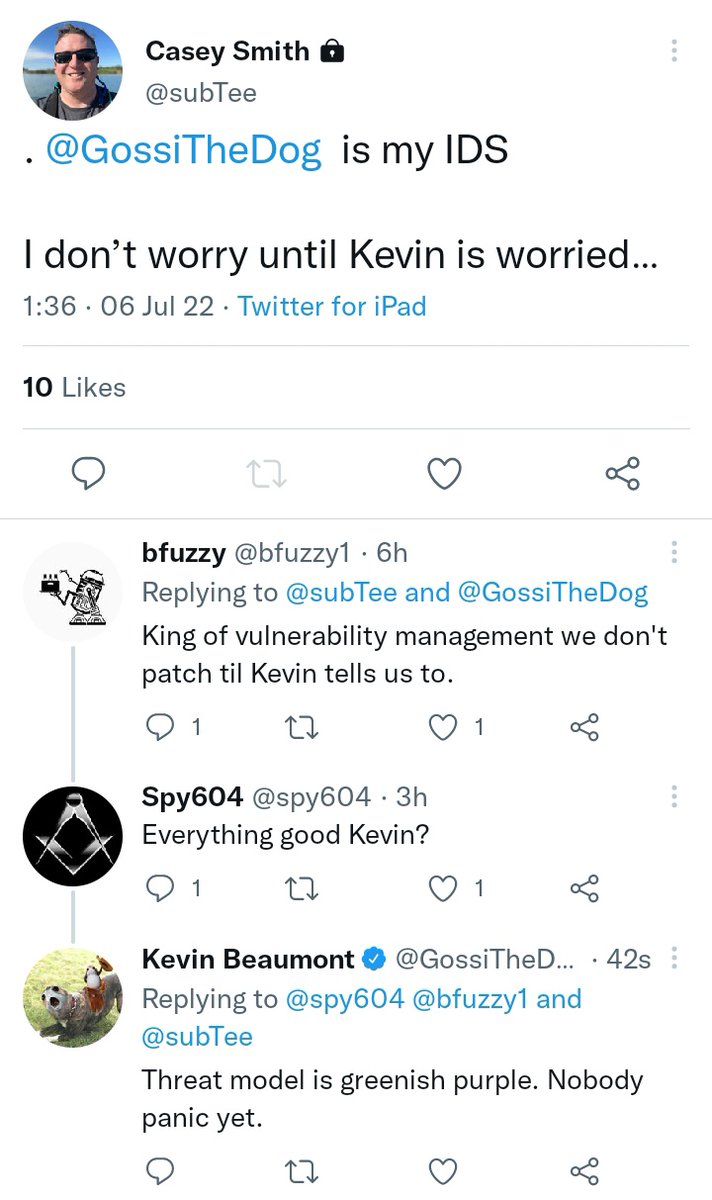 Casey Smith
@subTee
. @GossiTheDog is my IDS
I don’t worry until Kevin is worried...
1:36 · 06 Jul 22 · Twitter for iPad
10 Likes
bfuzzy @bfuzzy1 · 6h
Replying to @subTee and @GossiTheDog
King of vulnerability management we don't
patch til Kevin tells us to.
1 1
Spy604 @spy604 · 3h
Everything good Kevin?
1 1
Kevin Beaumont @GossiTheD... · 42s
Replying to @spy604 @bfuzzy1 and
@subTee
Threat model is greenish purple. Nobody
panic yet.